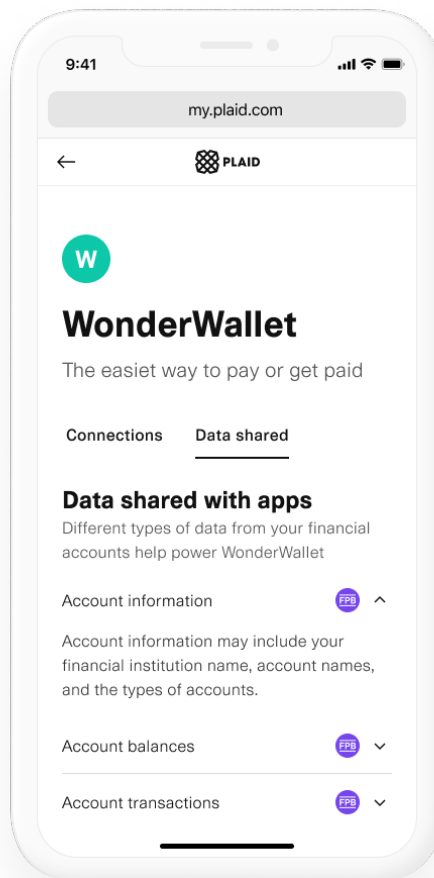 9:41
my.plaid.com
PLAID
W
WonderWallet
The easiet way to pay or get paid
Connections Data shared
Data shared with apps
Different types of data from your financial
accounts help power WonderWallet
Account information FPB
Account information may include your
financial institution name, account names,
and the types of accounts.
Account balances FPB
Account transactions FPB